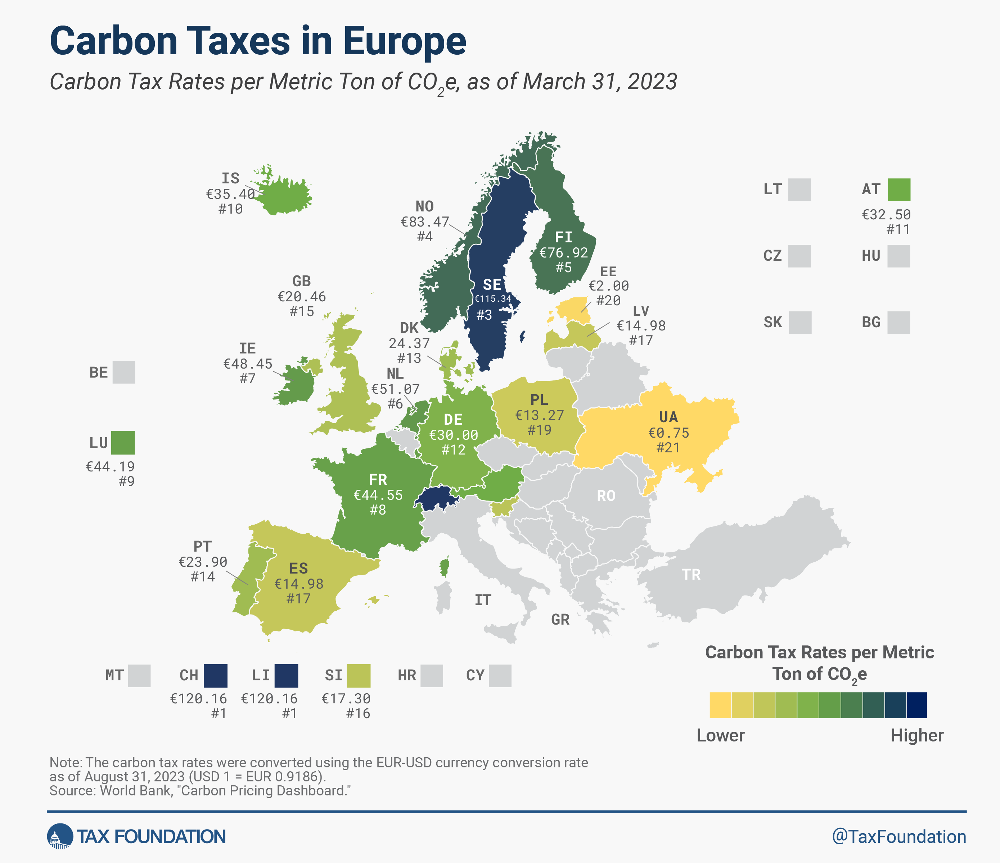 Carbon Taxes in Europe
Carbon Tax Rates per Metric Ton of CO2e, as of March 31, 2023
IS
€35.40
#10
NO
€83.47
#4
FI
€76.92
#5
SE
€115.34
#3
EE
€2.00
#20
LV
€14.98
#17
LT
AT
€32.50
#11
CZ
HU
SK
BG
GB
€20.46
#15
IE
€48.45
#7
DK
24.37
#13
NL
€51.07
#6
BE
LU
€44.19
#9
DE
€30.00
#12
PL
€13.27
#19
UA
€0.75
#21
FR
€44.55
#8
RO
PT
€23.90
#14
ES
€14.98
#17
IT
GR
TR
MT
CH
€120.16
#1
LI
€120.16
#1
SI
€17.30
#16
HR
CY
Carbon Tax Rates per Metric
Ton of CO2e
Lower
Higher
Note: The carbon tax rates were converted using the EUR-USD currency conversion rate
as of August 31, 2023 (USD 1 = EUR 0.9186).
Source: World Bank, "Carbon Pricing Dashboard."
TAX FOUNDATION
@TaxFoundation